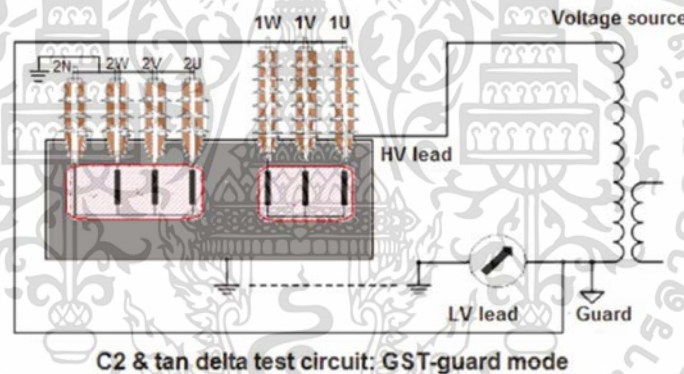 1W 1V 1U
Voltage source
2N 2W 2V 2U
HV lead
LV lead
Guard
C2 & tan delta test circuit: GST-guard mode